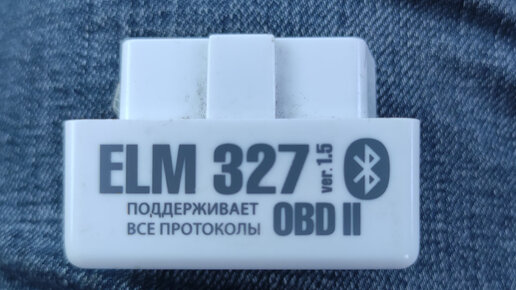 ELM 327 ver. 1.5
ПОДДЕРЖИВАЕТ
ВСЕ ПРОТОКОЛЫ OBD II